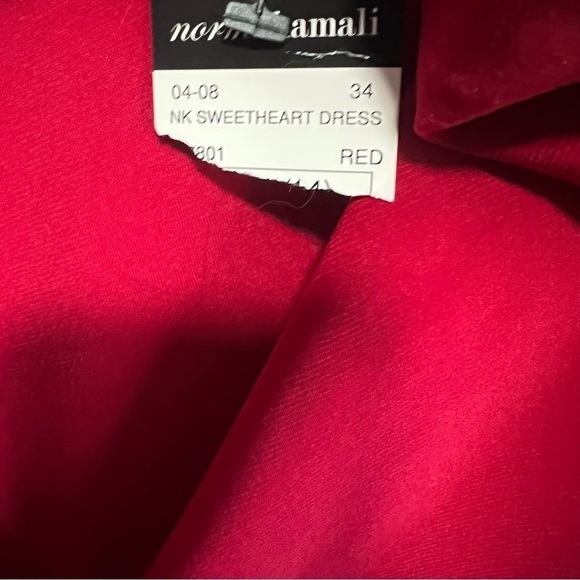 nor amali
04-08 34
NK SWEETHEART DRESS
801 RED